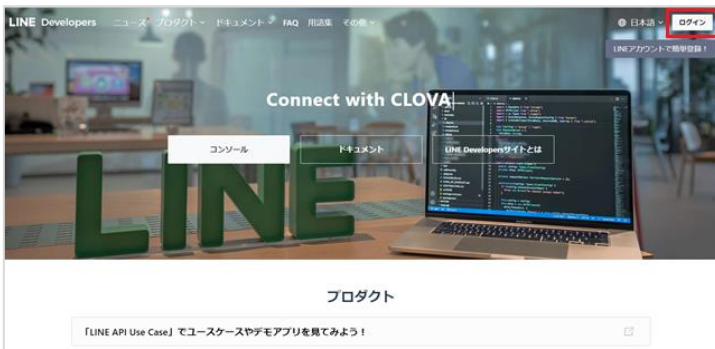 LINE Developers ニュース プロダクト ドキュメント FAQ 用語集 その他 日本語 ログイン
LINEアカウントで簡単登録！
Connect with CLOVA
コンソール ドキュメント LINE Developersサイトとは
LINE
プロダクト
「LINE API Use Case」でユースケースやデモアプリを見てみよう！